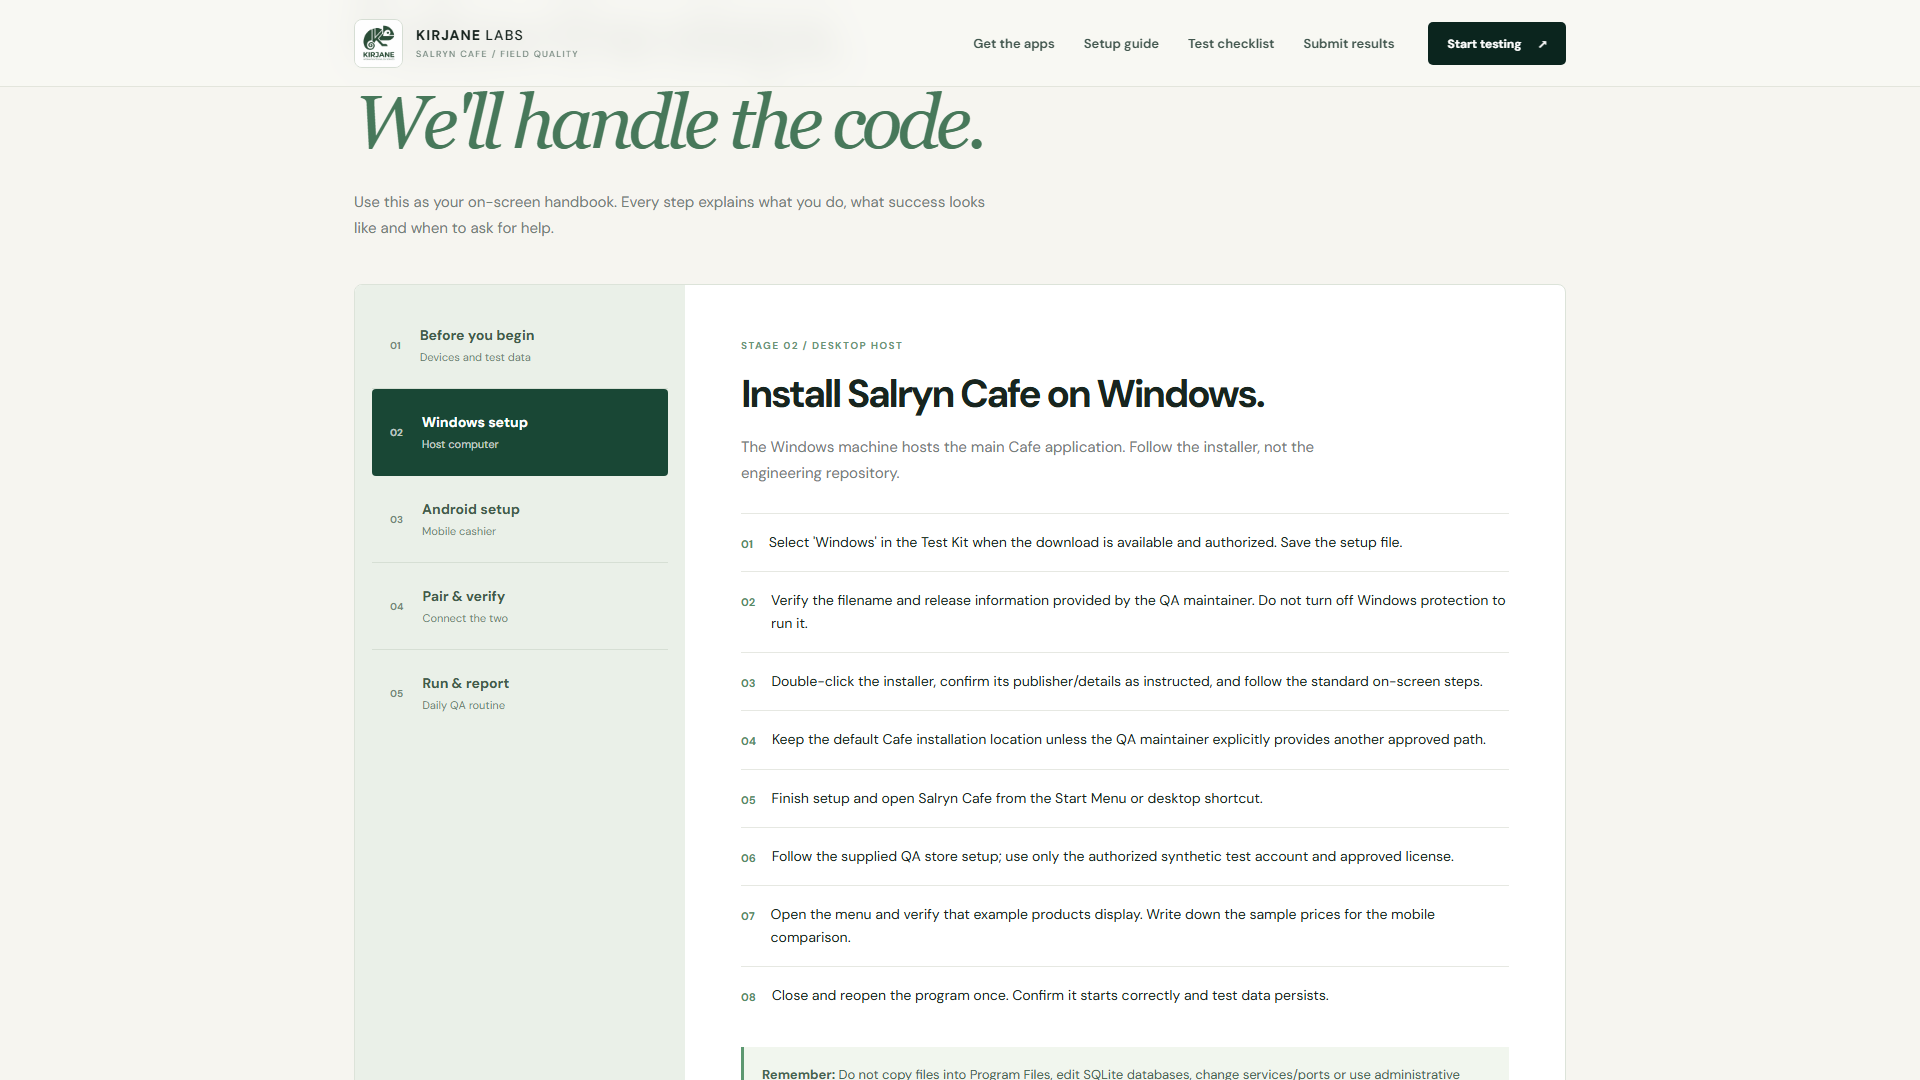 KIRJANE
KIRJANE LABS
SALRYN CAFE / FIELD QUALITY
Get the apps
Setup guide
Test checklist
Submit results
Start testing ↗
We'll handle the code.
Use this as your on-screen handbook. Every step explains what you do, what success looks
like and when to ask for help.
01
Before you begin
Devices and test data
02
Windows setup
Host computer
03
Android setup
Mobile cashier
04
Pair & verify
Connect the two
05
Run & report
Daily QA routine
STAGE 02 / DESKTOP HOST
Install Salryn Cafe on Windows.
The Windows machine hosts the main Cafe application. Follow the installer, not the
engineering repository.
01 Select 'Windows' in the Test Kit when the download is available and authorized. Save the setup file.
02 Verify the filename and release information provided by the QA maintainer. Do not turn off Windows protection to
run it.
03 Double-click the installer, confirm its publisher/details as instructed, and follow the standard on-screen steps.
04 Keep the default Cafe installation location unless the QA maintainer explicitly provides another approved path.
05 Finish setup and open Salryn Cafe from the Start Menu or desktop shortcut.
06 Follow the supplied QA store setup; use only the authorized synthetic test account and approved license.
07 Open the menu and verify that example products display. Write down the sample prices for the mobile
comparison.
08 Close and reopen the program once. Confirm it starts correctly and test data persists.
Remember: Do not copy files into Program Files, edit SQLite databases, change services/ports or use administrative